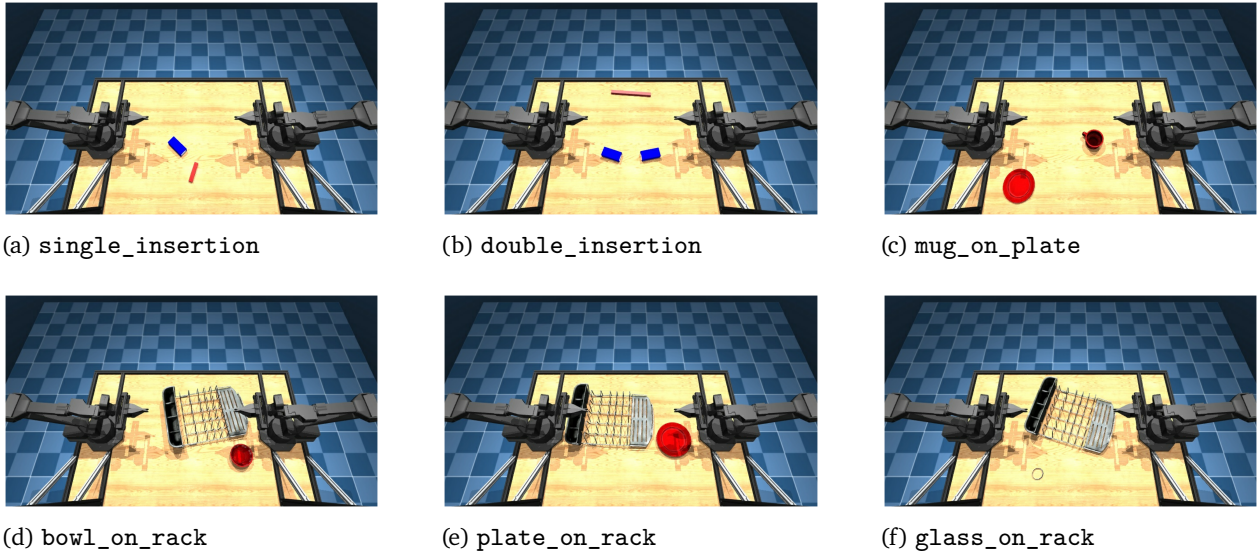 (a) single_insertion
(b) double_insertion
(c) mug_on_plate
(d) bowl_on_rack
(e) plate_on_rack
(f) glass_on_rack